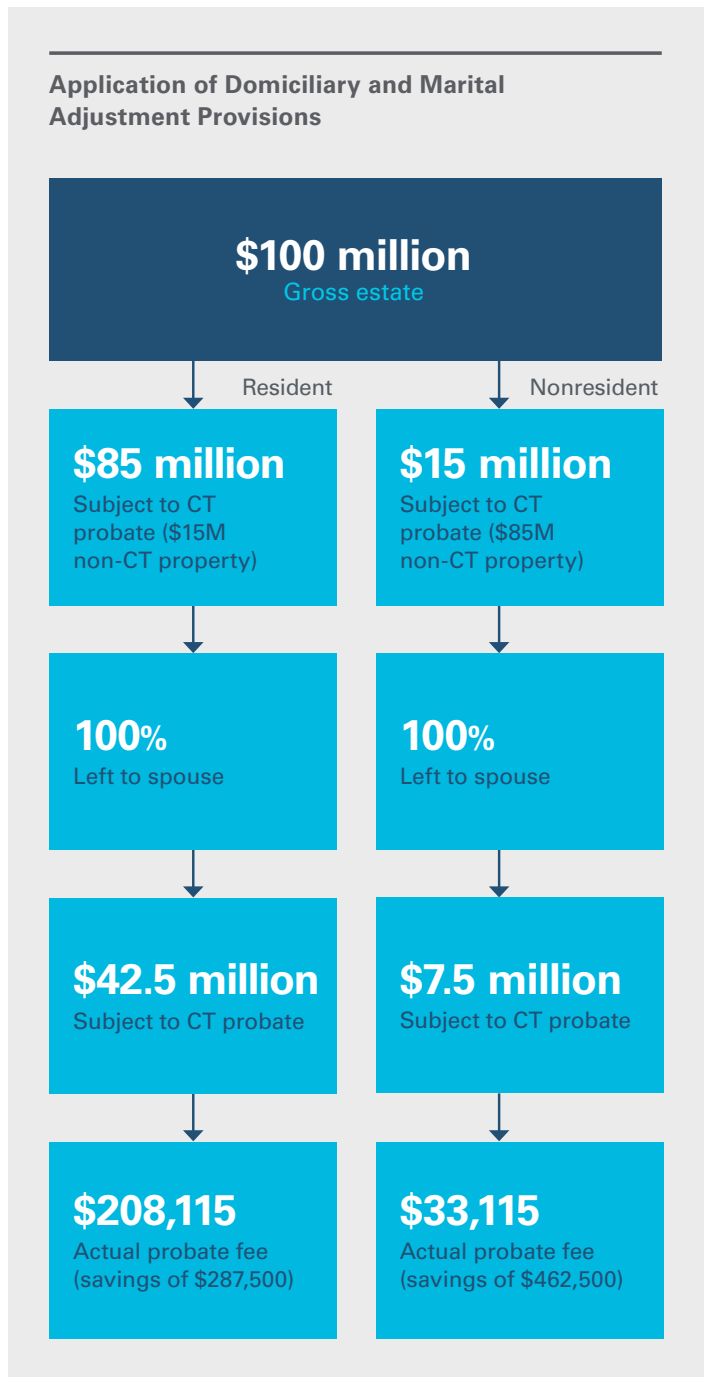 Application of Domiciliary and Marital
Adjustment Provisions
$100 million
Gross estate
Resident
Nonresident
$85 million
Subject to CT
probate ($15M
non-CT property)
$15 million
Subject to CT
probate ($85M
non-CT property)
100%
Left to spouse
100%
Left to spouse
$42.5 million
Subject to CT probate
$7.5 million
Subject to CT probate
$208,115
Actual probate fee
(savings of $287,500)
$33,115
Actual probate fee
(savings of $462,500)